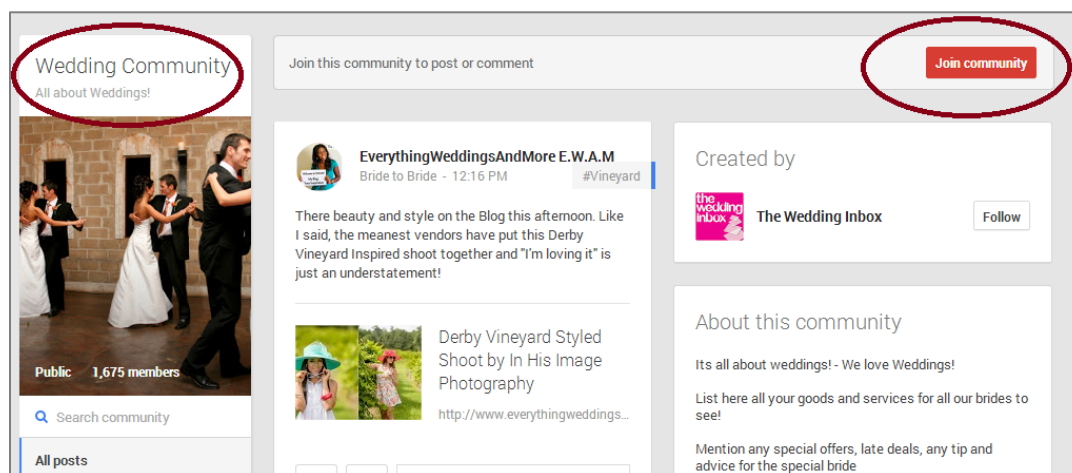 Wedding Community
All about Weddings!
Public 1,675 members
Search community
All posts
Join this community to post or comment
Join community
EverythingWeddingsAndMore E.W.A.M
Bride to Bride - 12:16 PM
#Vineyard
There beauty and style on the Blog this afternoon. Like
I said, the meanest vendors have put this Derby
Vineyard Inspired shoot together and "I'm loving it" is
just an understatement!
Derby Vineyard Styled
Shoot by In His Image
Photography
http://www.everythingweddings...
Created by
the
wedding
inbox
The Wedding Inbox
Follow
About this community
Its all about weddings! - We love Weddings!
List here all your goods and services for all our brides to
see!
Mention any special offers, late deals, any tip and
advice for the special bride